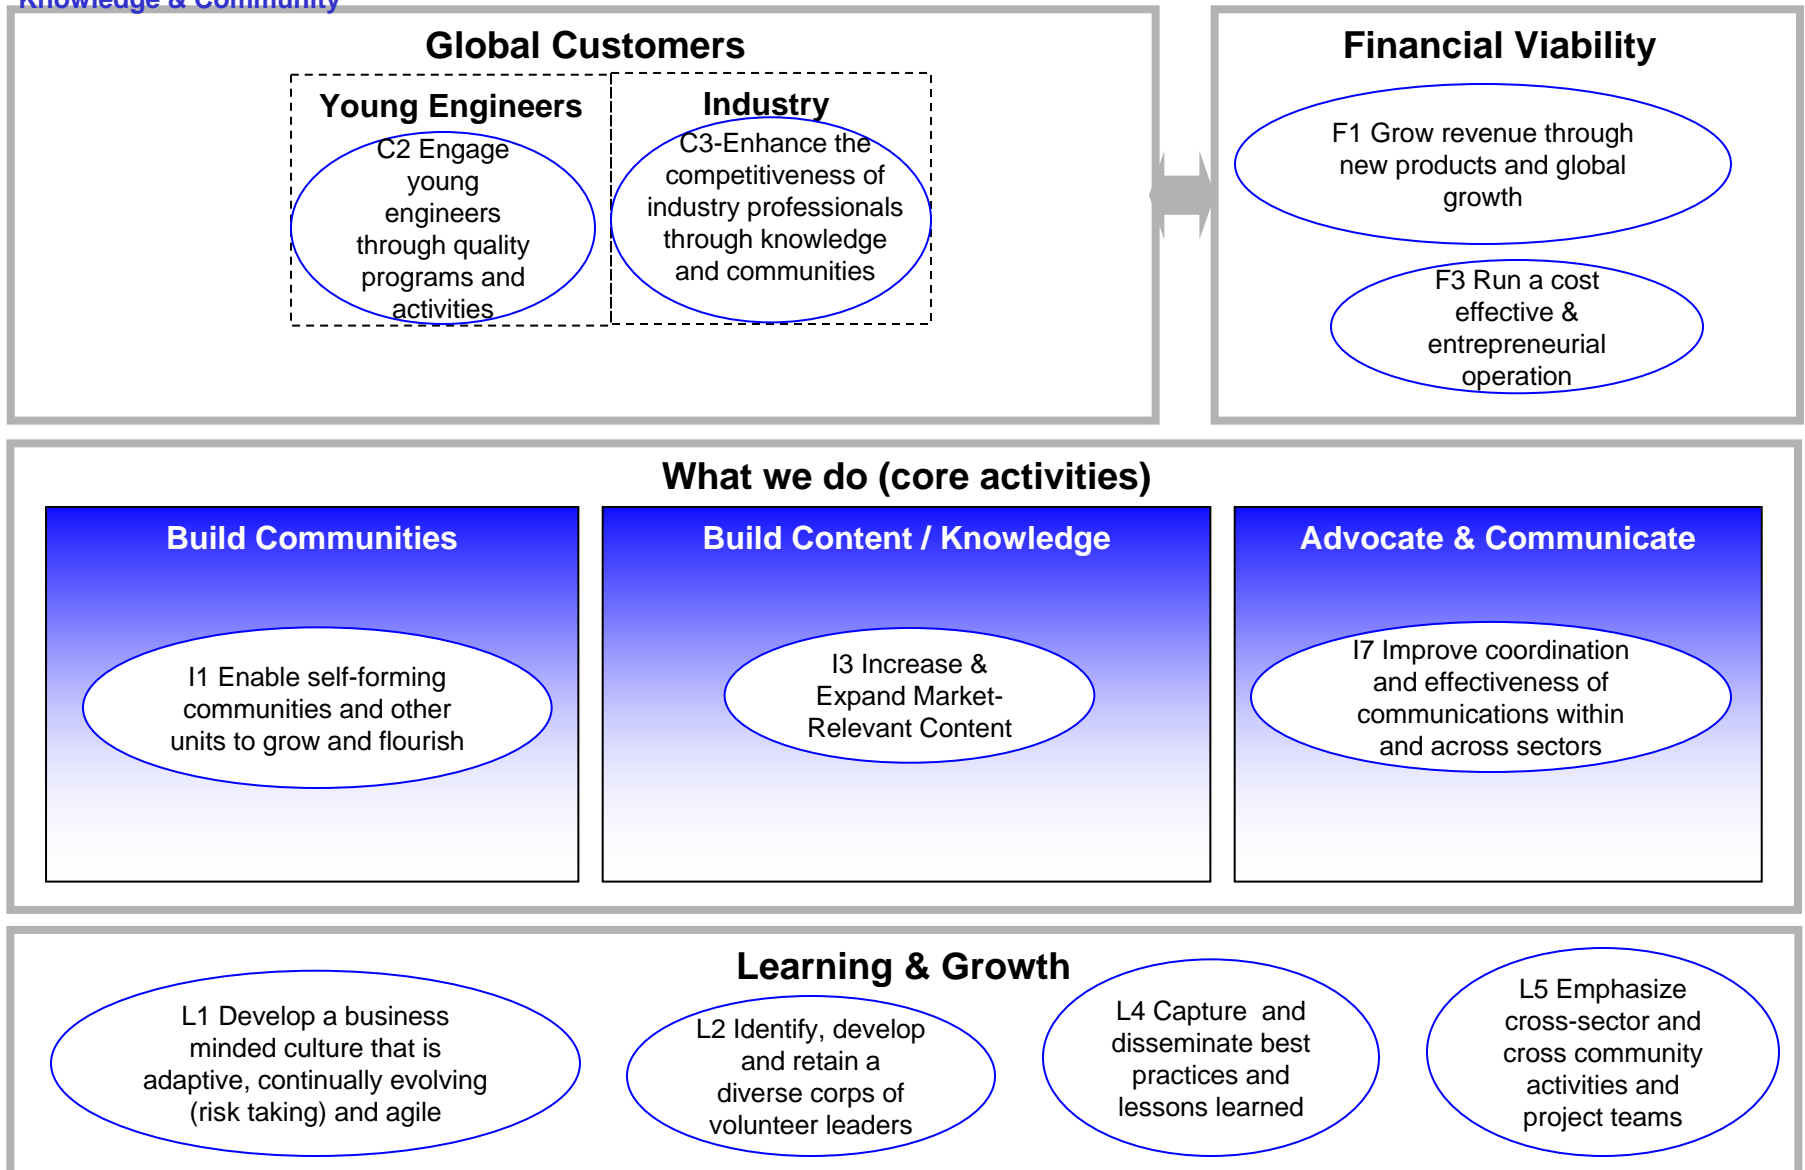 Knowledge & Community
Global Customers
Young Engineers
C2 Engage
young
engineers
through quality
programs and
activities
Industry
C3-Enhance the
competitiveness of
industry professionals
through knowledge
and communities
Financial Viability
F1 Grow revenue through
new products and global
growth
F3 Run a cost
effective &
entrepreneurial
operation
What we do (core activities)
Build Communities
I1 Enable self-forming
communities and other
units to grow and flourish
Build Content / Knowledge
I3 Increase &
Expand Market-
Relevant Content
Advocate & Communicate
I7 Improve coordination
and effectiveness of
communications within
and across sectors
Learning & Growth
L1 Develop a business
minded culture that is
adaptive, continually evolving
(risk taking) and agile
L2 Identify, develop
and retain a
diverse corps of
volunteer leaders
L4 Capture  and
disseminate best
practices and
lessons learned
L5 Emphasize
cross-sector and
cross community
activities and
project teams